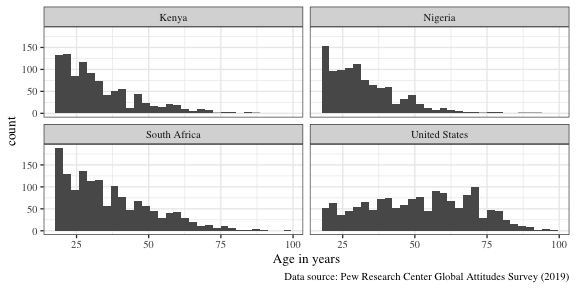 Kenya
Nigeria
150
100
50
0
South Africa
United States
150
100
50
0
25
50
75
100
25
50
75
100
count
Age in years
Data source: Pew Research Center Global Attitudes Survey (2019)